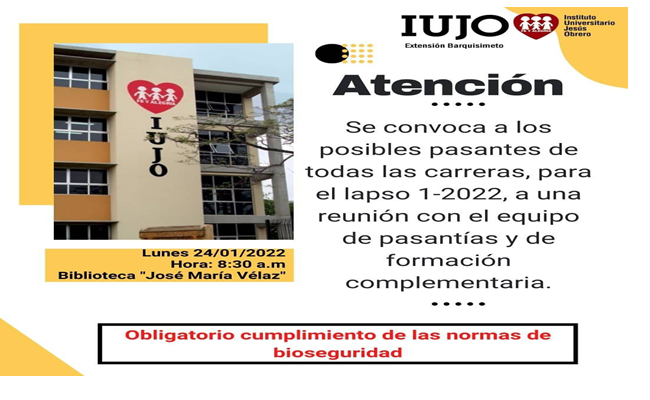 IUJO
Instituto
Universitario
Jesús
Obrero
Extensión Barquisimeto
Atención
Se convoca a los
posibles pasantes de
todas las carreras, para
el lapso 1-2022, a una
reunión con el equipo
de pasantías y de
formación
complementaria.
FE Y ALEGRIA
IUJO
Lunes 24/01/2022
Hora: 8:30 a.m
Biblioteca "José María Vélaz"
Obligatorio cumplimiento de las normas de
bioseguridad